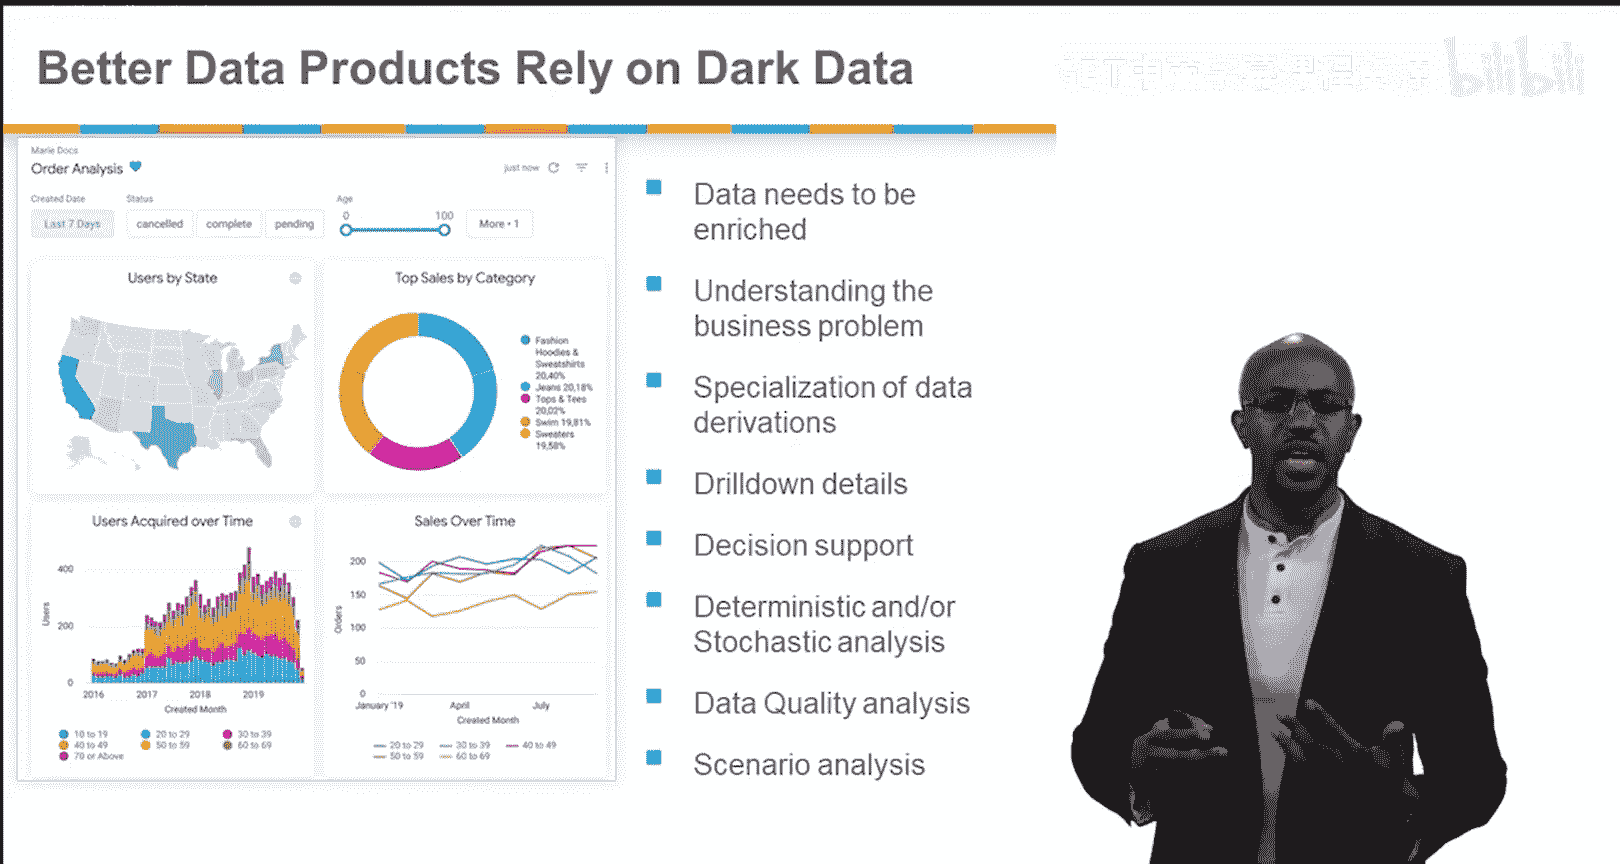 Better Data Products Rely on Dark Data
bilibili
Marie Docs
Order Analysis
just now
Created Date
Status
Age
Last 7 Days
cancelled
complete
pending
0
100
More • 1
Users by State
Top Sales by Category
Fashion
Hoodies &
Sweatshirts
20,40%
Jeans 20,18%
Tops & Tees
20,02%
Swim 19,81%
Sweaters
19,58%
Users Acquired over Time
Users
400
200
0
2016
2017
2018
2019
Created Month
10 to 19
20 to 29
30 to 39
40 to 49
50 to 59
60 to 69
70 or Above
Sales Over Time
Orders
200
150
100
50
0
January '19
April
July
Created Month
20 to 29
30 to 39
40 to 49
50 to 59
60 to 69
Data needs to be
enriched
Understanding the
business problem
Specialization of data
derivations
Drilldown details
Decision support
Deterministic and/or
Stochastic analysis
Data Quality analysis
Scenario analysis